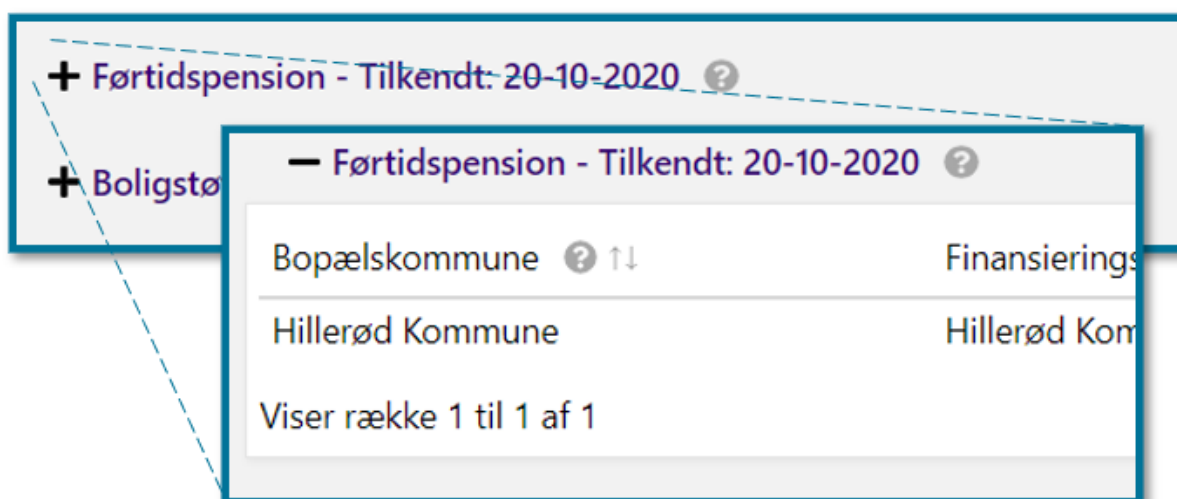 Førtidspension - Tilkendt: 20-10-2020
Førtidspension - Tilkendt: 20-10-2020
Bopælskommune Finansierings
Hillerød Kommune Hillerød Kom
Viser række 1 til 1 af 1